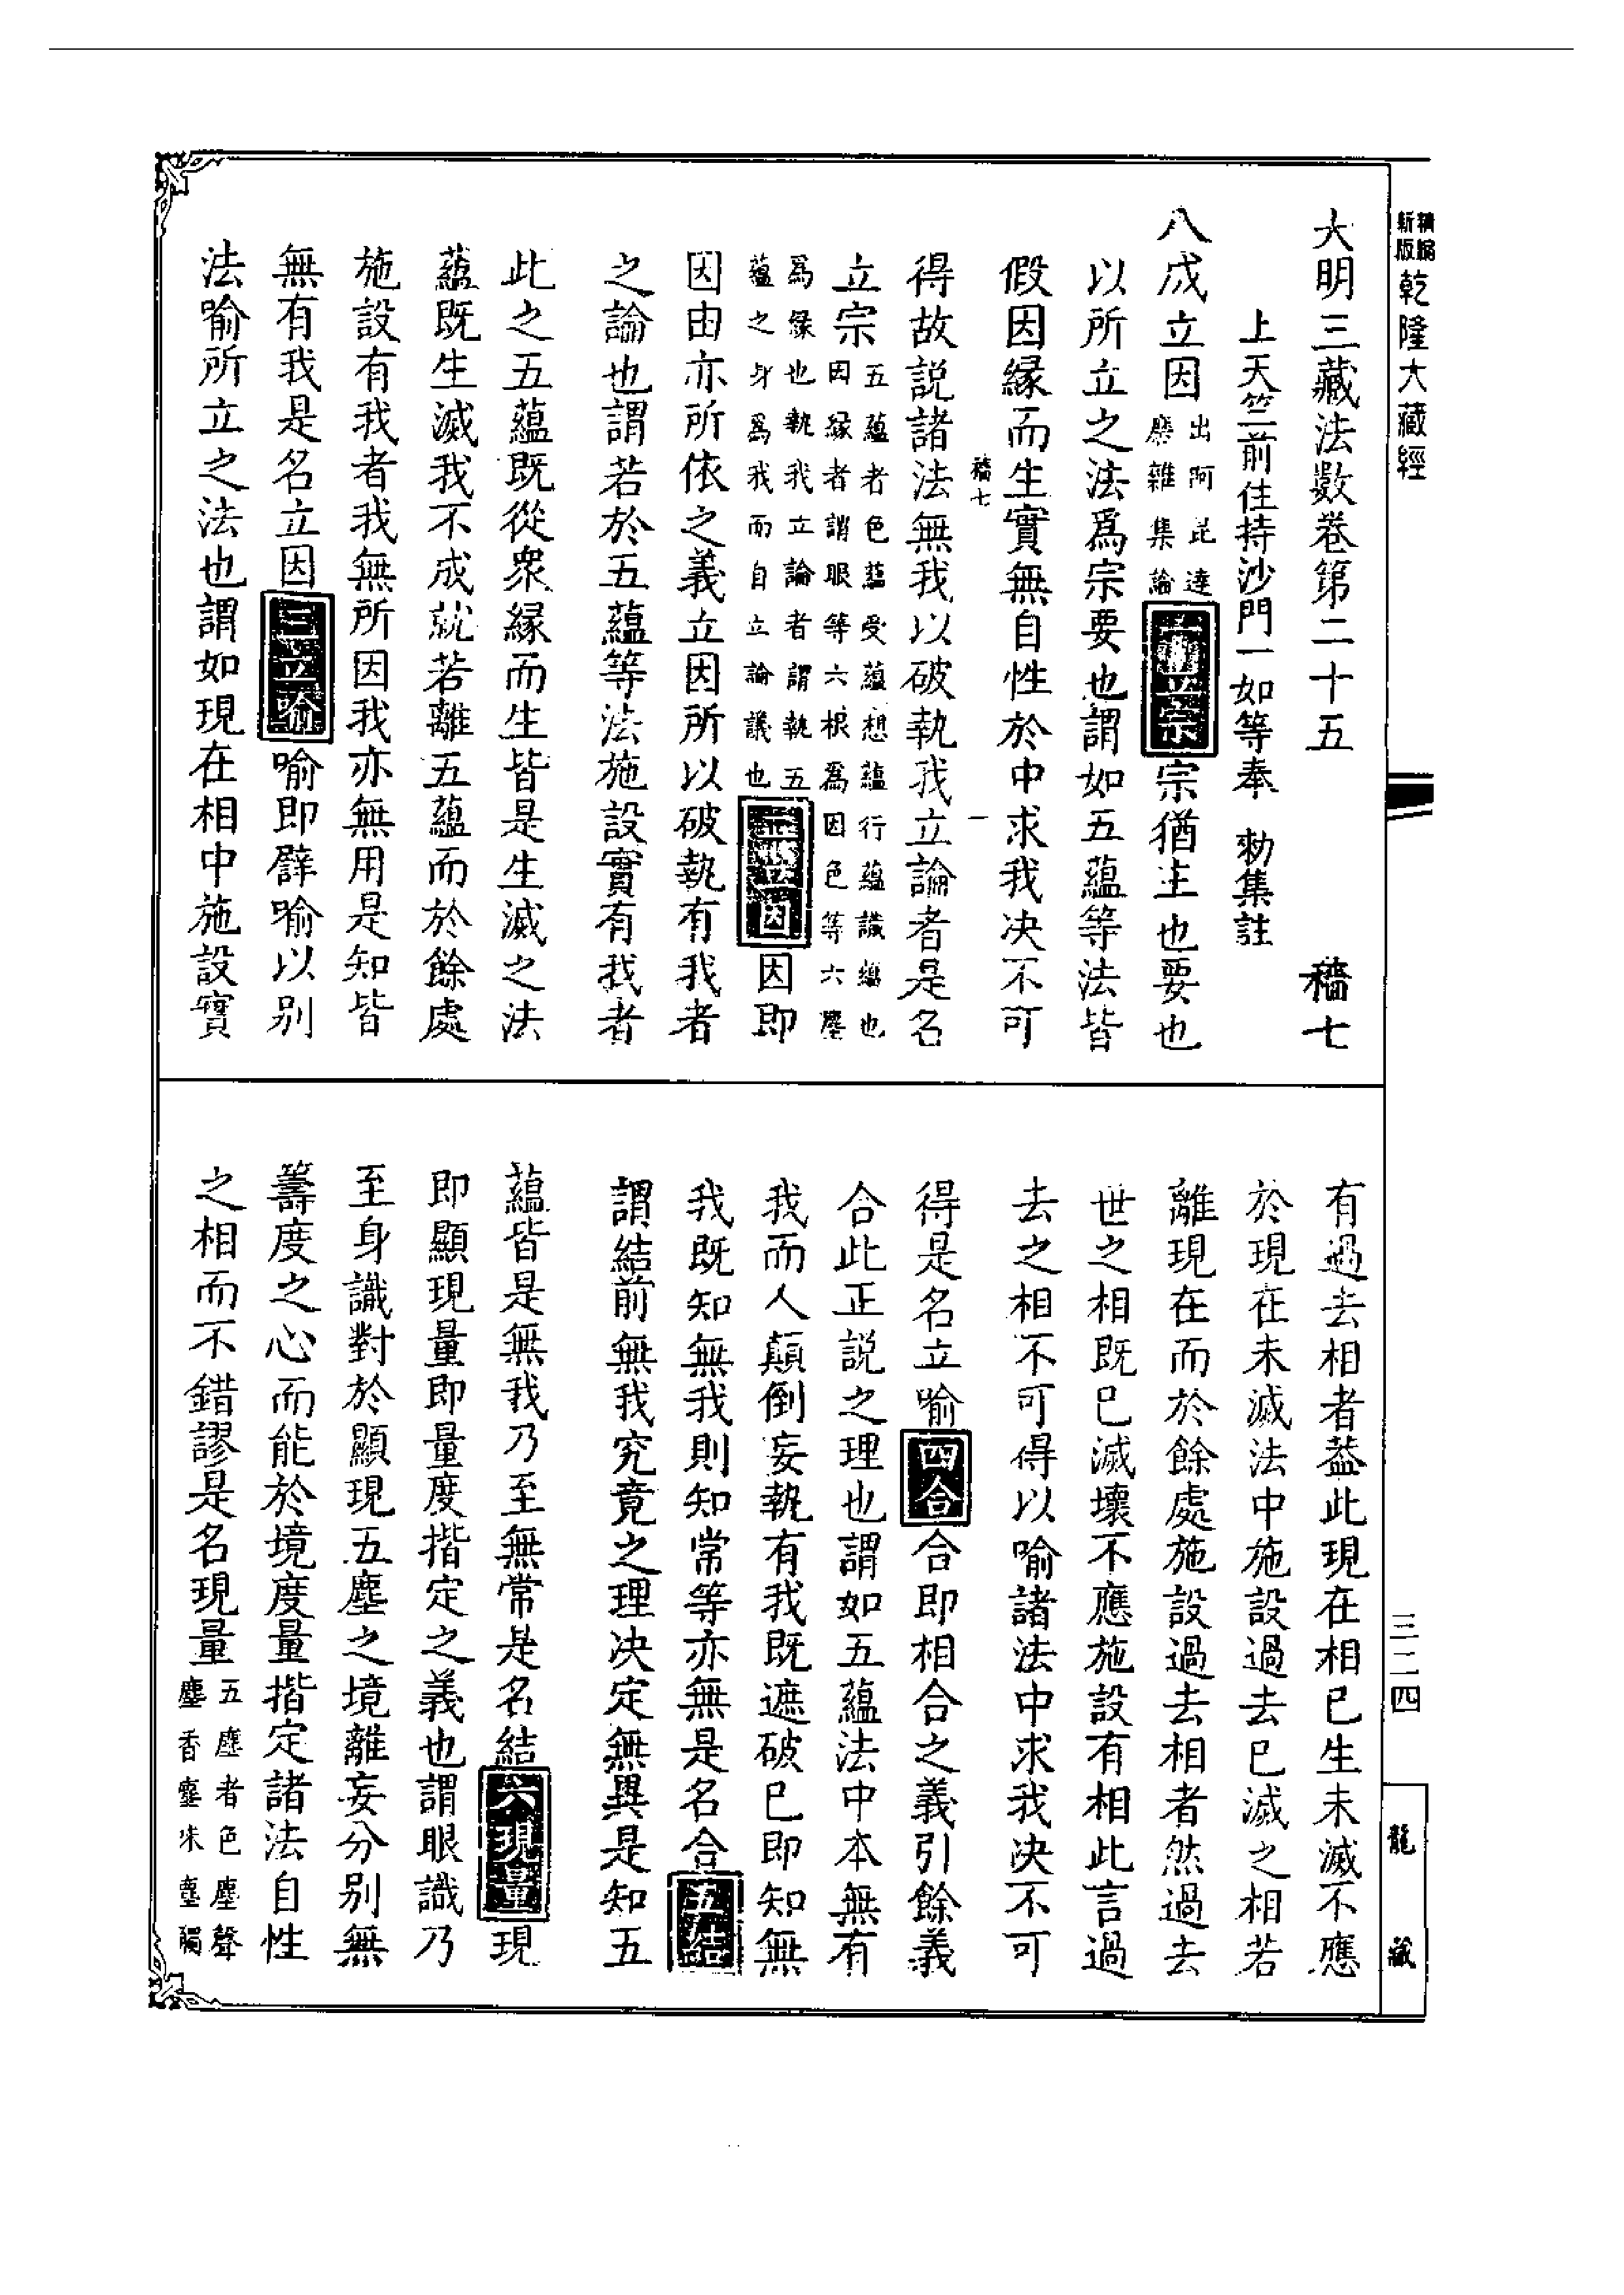 精縮
新版
乾隆大藏經
大明三藏法數卷第二十五　穡七
上天竺前住持沙門一如等奉　勅集註
八成立因出阿毘達磨雜集論一立宗宗猶主也要也
以所立之法爲宗要也謂如五蘊等法皆
假因緣而生實無自性於中求我決不可
穡七　一
得故説諸法無我以破執我立論者是名
立宗五蘊者色蘊受蘊想蘊行蘊識蘊也因緣者謂眼等六根爲因色等六塵
爲緣也執我立論者謂執五蘊之身爲我而自立論議也二立因因即
因由亦所依之義立因所以破執有我者
之論也謂若於五蘊等法施設實有我者
此之五蘊既從衆緣而生皆是生滅之法
蘊既生滅我不成就若離五蘊而於餘處
施設有我者我無所因我亦無用是知皆
無有我是名立因三立喻喻即辟喻以别
法喻所立之法也謂如現在相中施設實
有過去相者葢此現在相已生未滅不應
於現在未滅法中施設過去已滅之相若
離現在而於餘處施設過去相者然過去
世之相既已滅壞不應施設有相此言過
去之相不可得以喻諸法中求我決不可
得是名立喻四合合即相合之義引餘義
合此正説之理也謂如五蘊法中本無有
我而人顛倒妄執有我既遮破已即知無
我既知無我則知常等亦無是名合五結
謂結前無我究竟之理決定無異是知五
蘊皆是無我乃至無常是名結六現量現
即顯現量即量度揩定之義也謂眼識乃
至身識對於顯現五塵之境離妄分别無
籌度之心而能於境度量揩定諸法自性
之相而不錯謬是名現量五塵者色塵聲塵香塵味塵觸
三二四
龍藏